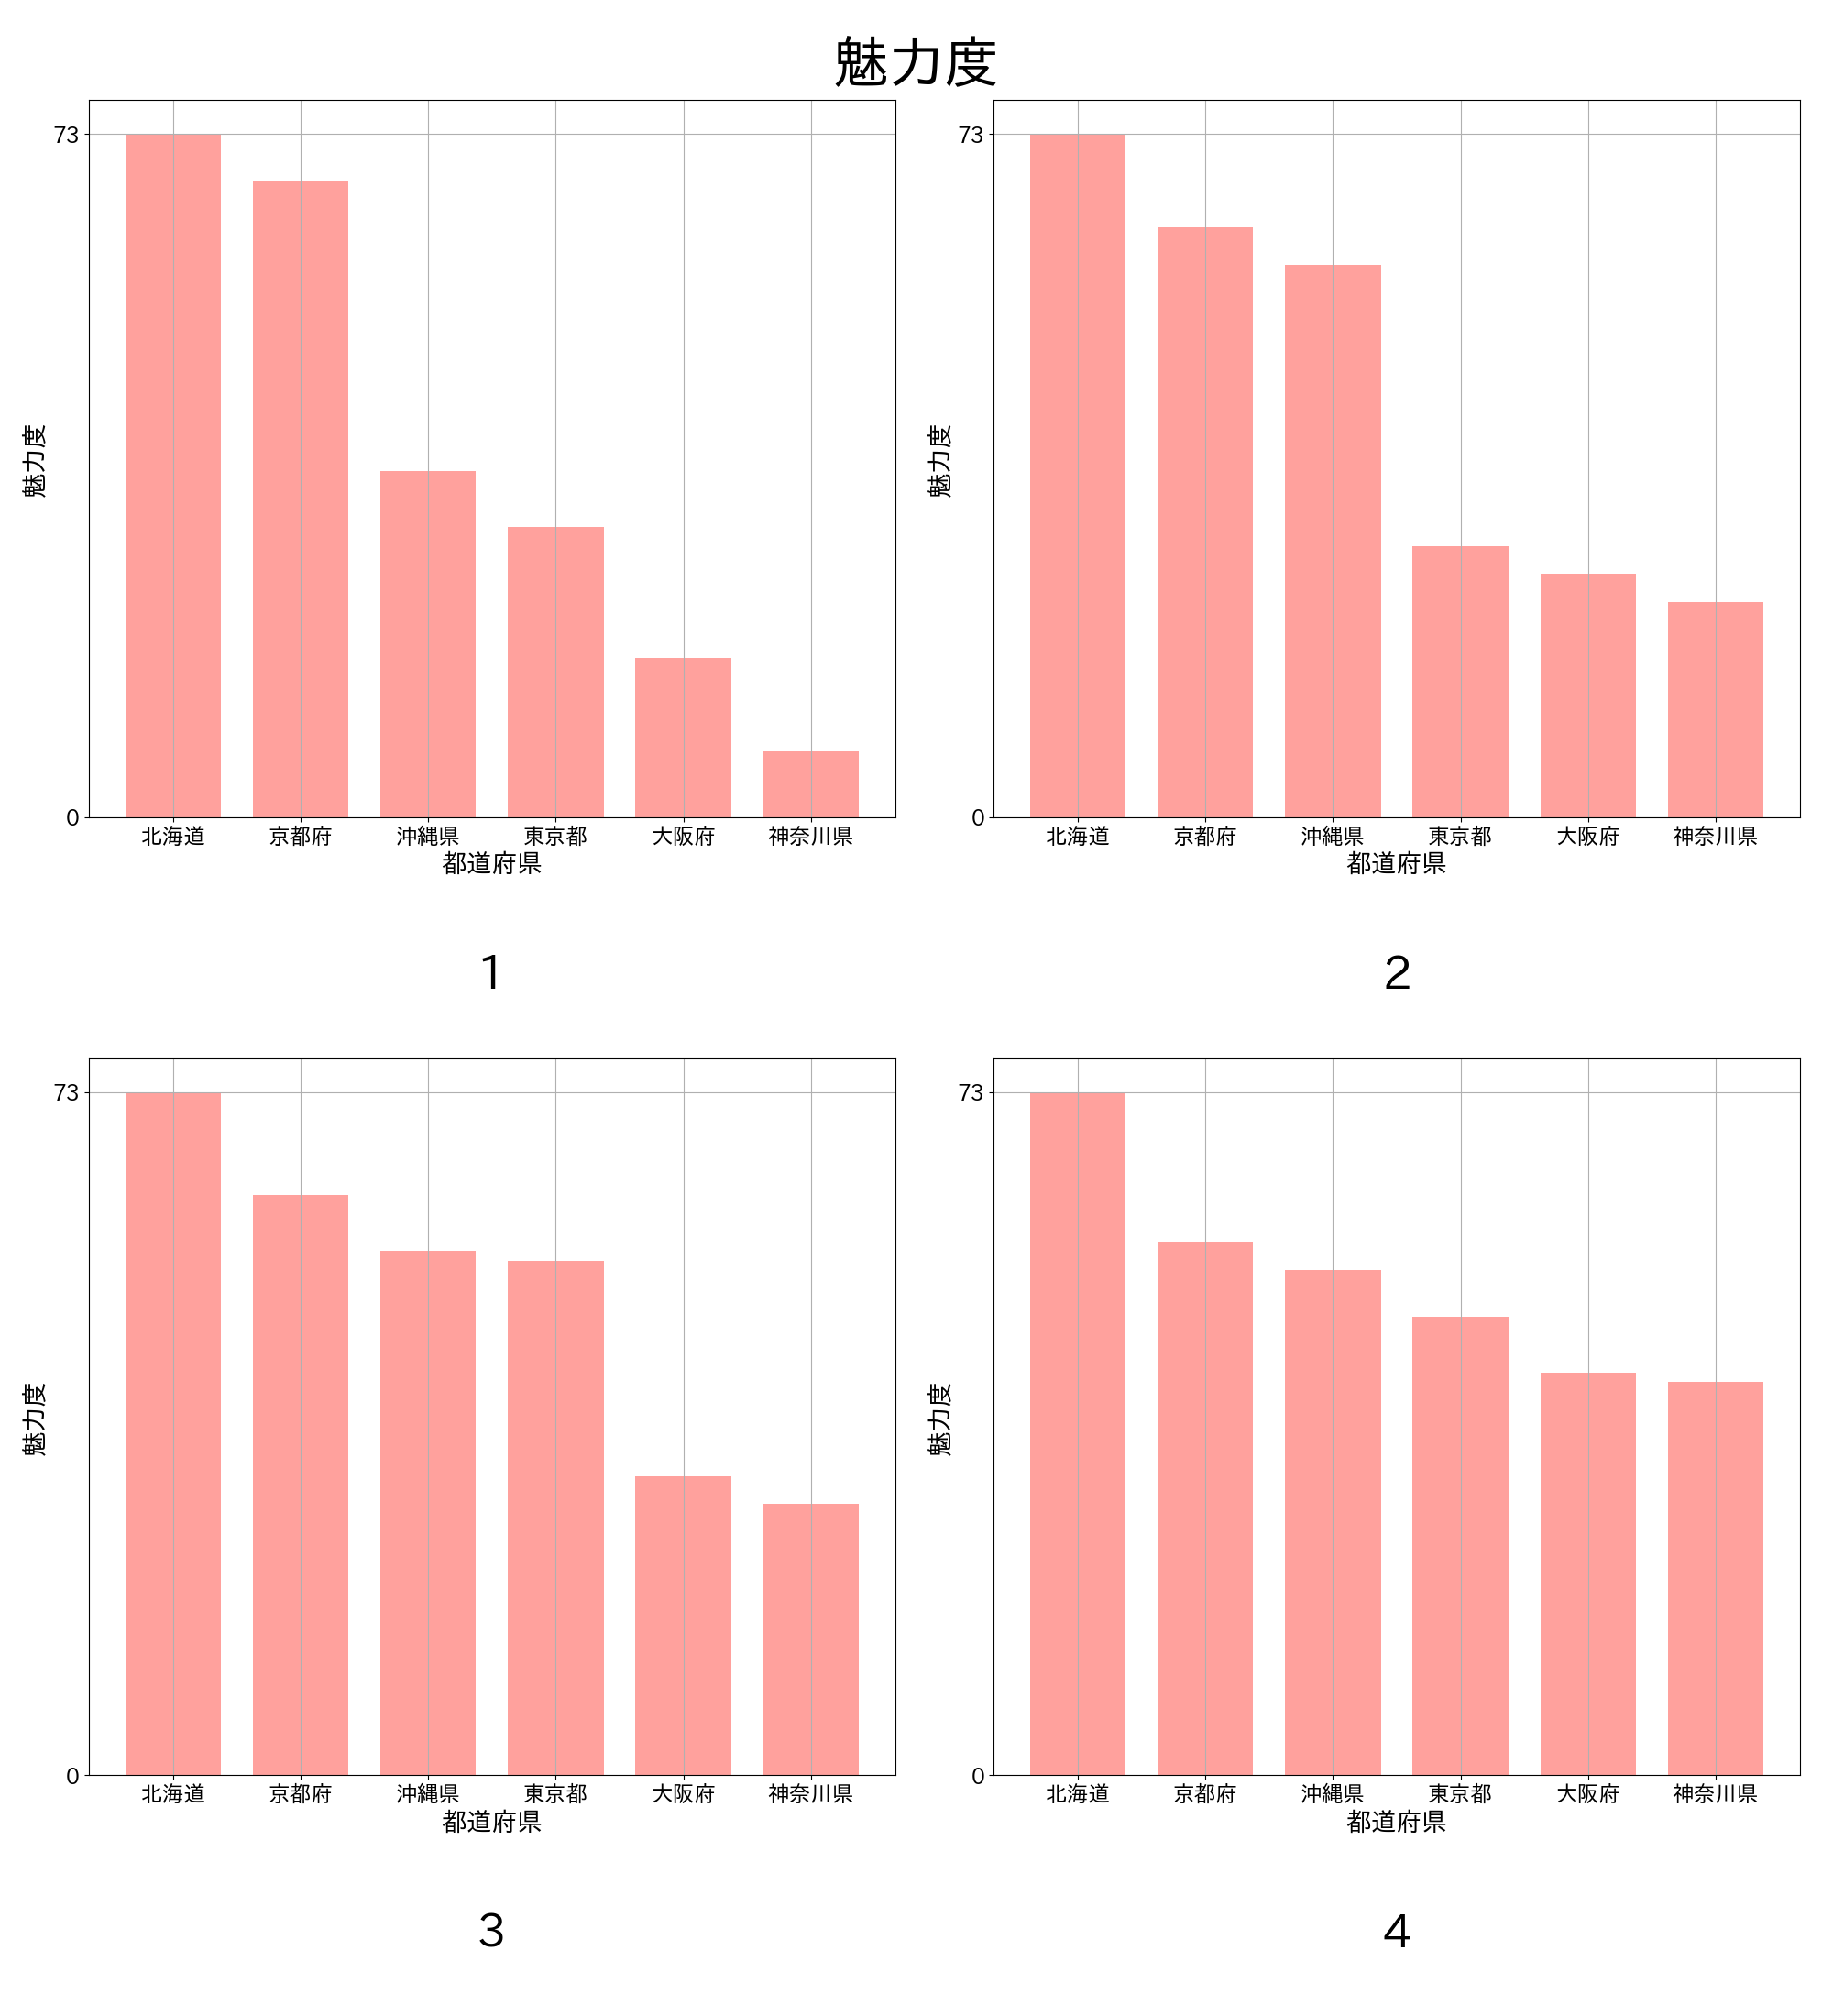 魅力度
73
0
魅力度
北海道 京都府 沖縄県 東京都 大阪府 神奈川県
都道府県
1
73
0
魅力度
北海道 京都府 沖縄県 東京都 大阪府 神奈川県
都道府県
2
73
0
魅力度
北海道 京都府 沖縄県 東京都 大阪府 神奈川県
都道府県
3
73
0
魅力度
北海道 京都府 沖縄県 東京都 大阪府 神奈川県
都道府県
4